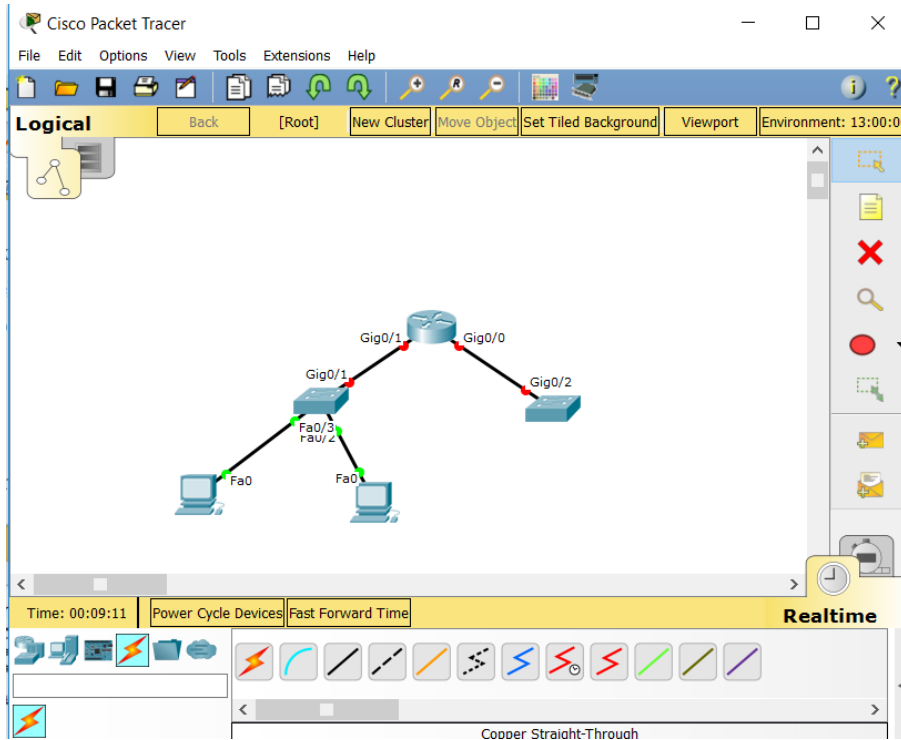 Cisco Packet Tracer
File Edit Options View Tools Extensions Help
Logical Back [Root] New Cluster Move Object Set Tiled Background Viewport Environment: 13:00:0
Gig0/1 Gig0/0
Gig0/1 Gig0/2
Fa0/3
Fa0/2
Fa0 Fa0
Time: 00:09:11 Power Cycle Devices Fast Forward Time Realtime
Copper Straight-Through